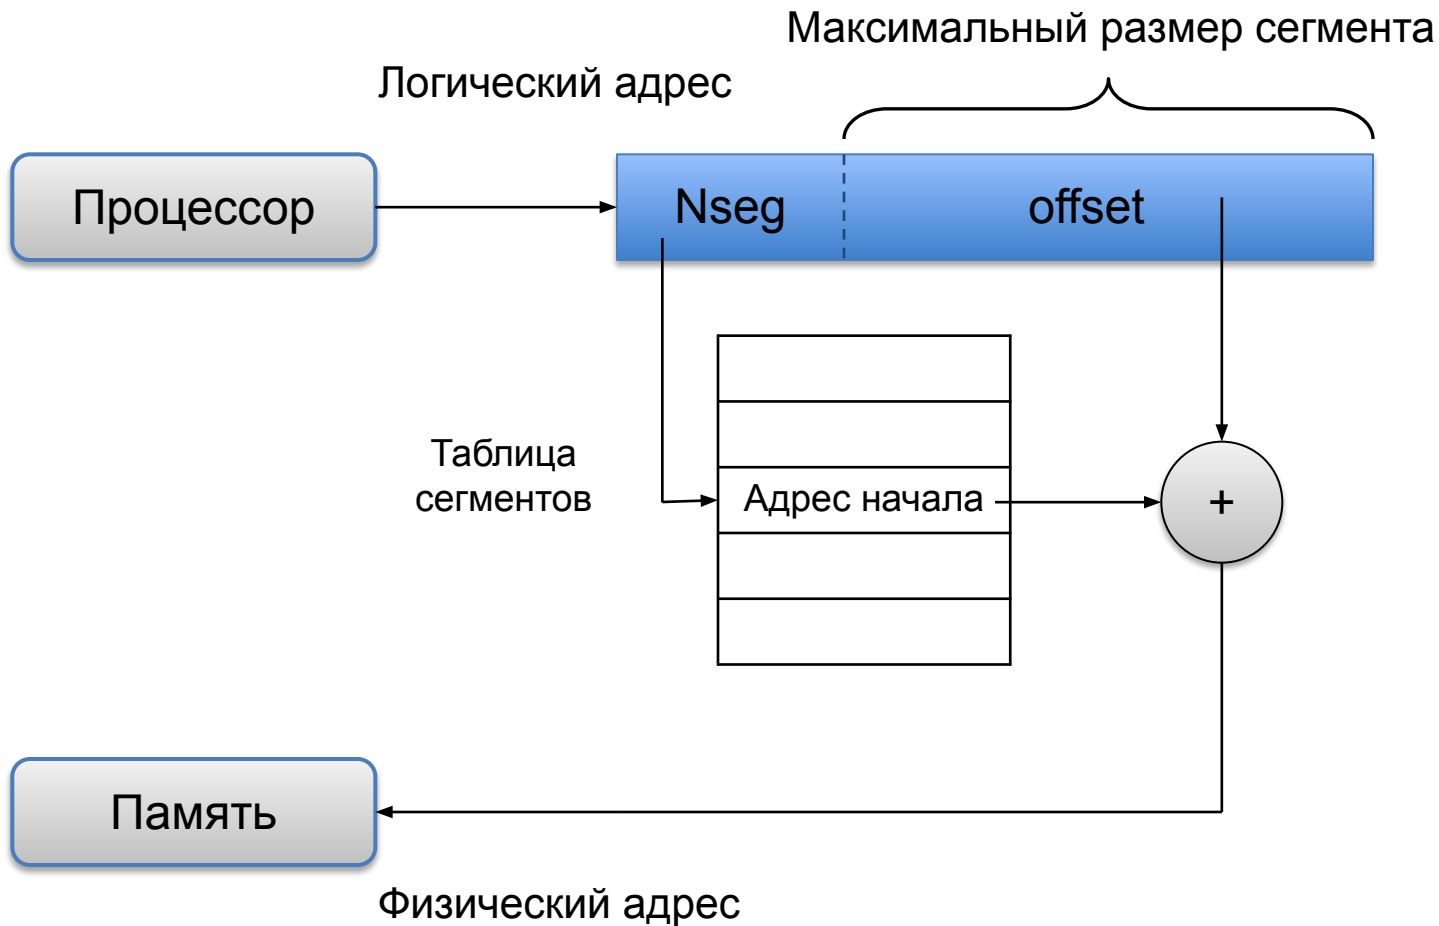 Максимальный размер сегмента
Логический адрес
Процессор
Nseg
offset
Таблица
сегментов
Адрес начала
+
Память
Физический адрес